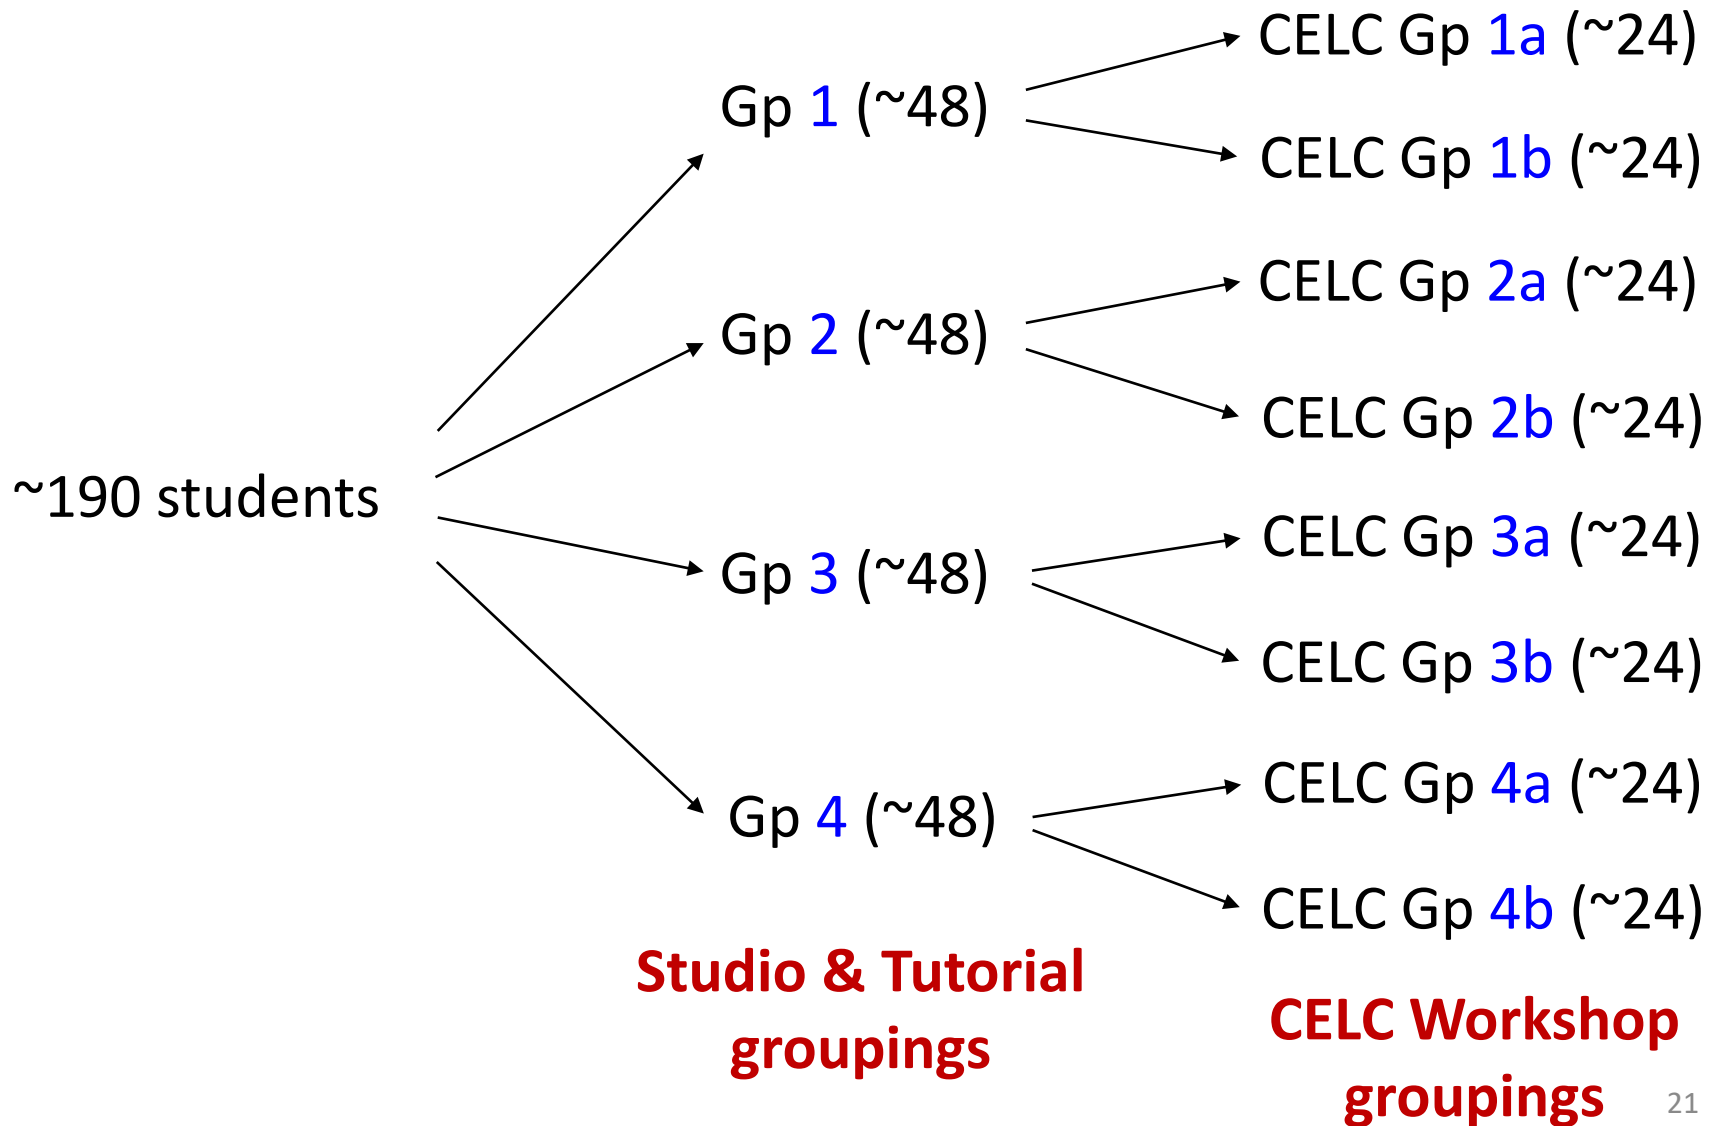 ~190 students
Gp 1 (~48)
Gp 2 (~48)
Gp 3 (~48)
Gp 4 (~48)
Studio & Tutorial
groupings
CELC Gp 1a (~24)
CELC Gp 1b (~24)
CELC Gp 2a (~24)
CELC Gp 2b (~24)
CELC Gp 3a (~24)
CELC Gp 3b (~24)
CELC Gp 4a (~24)
CELC Gp 4b (~24)
CELC Workshop
groupings
21